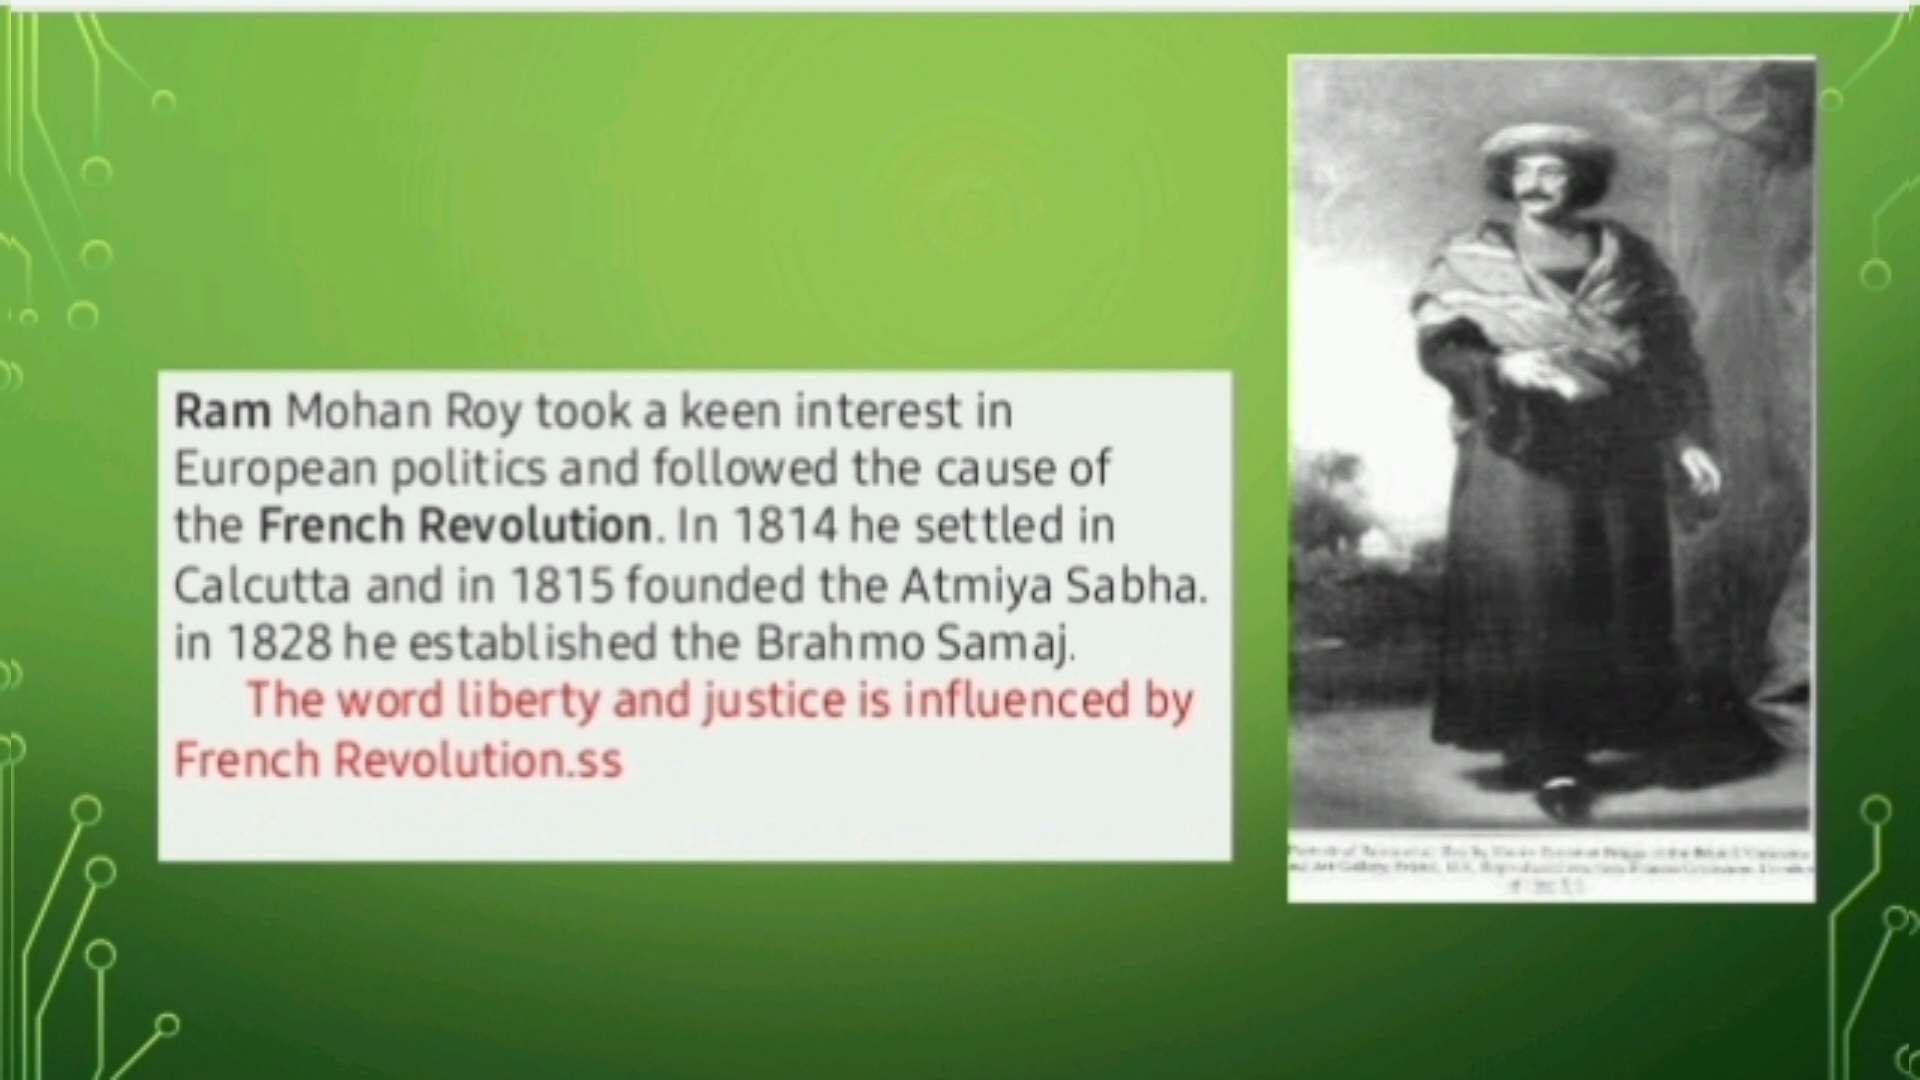 Ram Mohan Roy took a keen interest in
European politics and followed the cause of
the French Revolution. In 1814 he settled in
Calcutta and in 1815 founded the Atmiya Sabha.
in 1828 he established the Brahmo Samaj.
The word liberty and justice is influenced by
French Revolution.ss